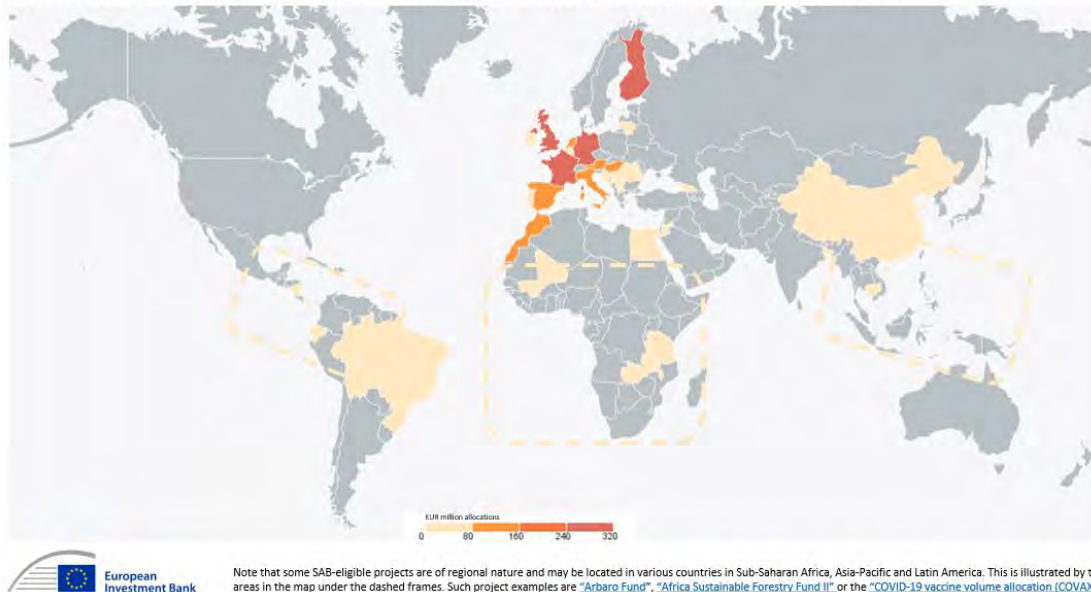 EUR million allocations
0 80 160 240 320
European
Investment Bank
Note that some SAB-eligible projects are of regional nature and may be located in various countries in Sub-Saharan Africa, Asia-Pacific and Latin America. This is illustrated by t
areas in the map under the dashed frames. Such project examples are "Arbaro Fund", "Africa Sustainable Forestry Fund II" or the "COVID-19 vaccine volume allocation (COVAX